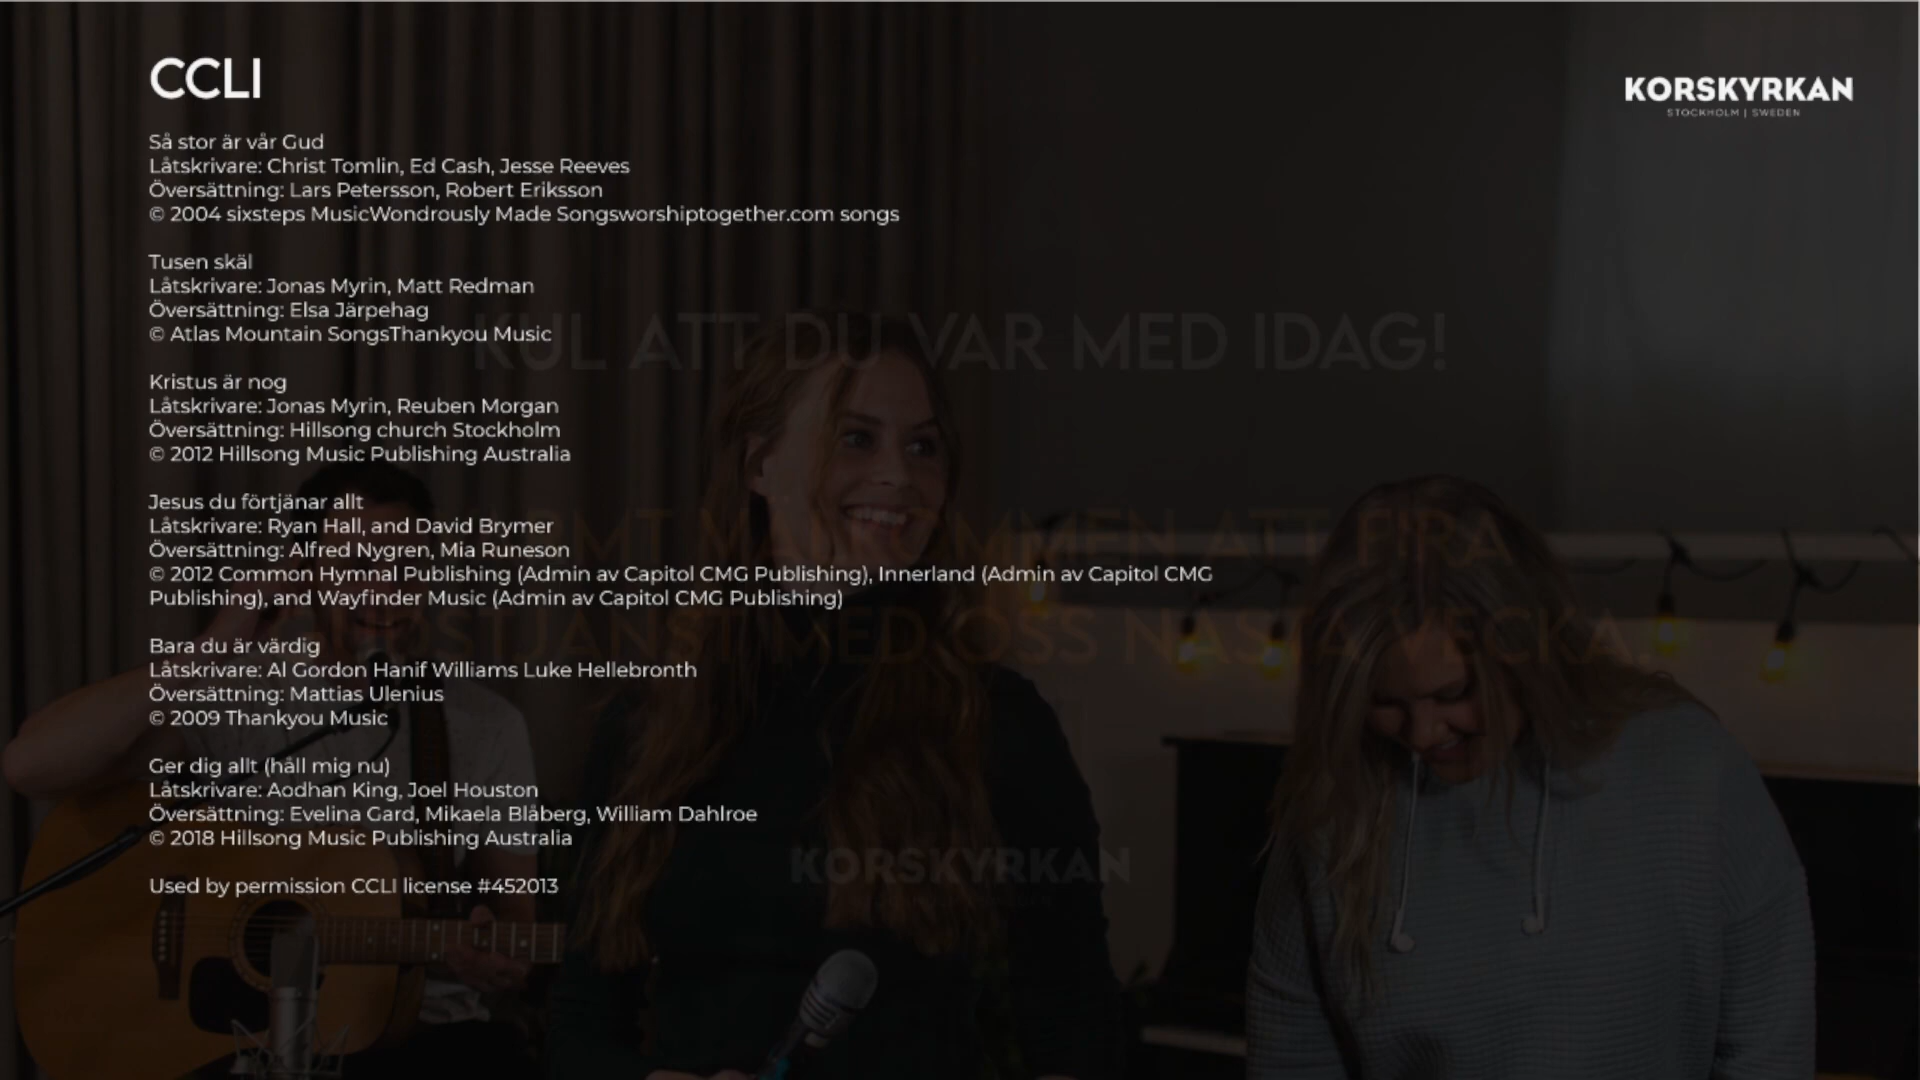 CCLI
KORSKYRKAN
STOCKHOLM | SWEDEN
Så stor är vår Gud
Låtskrivare: Christ Tomlin, Ed Cash, Jesse Reeves
Översättning: Lars Petersson, Robert Eriksson
© 2004 sixsteps MusicWondrously Made Songsworshiptogether.com songs
Tusen skäl
Låtskrivare: Jonas Myrin, Matt Redman
Översättning: Elsa Järpehag
© Atlas Mountain SongsThankyou Music
KUL ATT DU VAR MED IDAG!
Kristus är nog
Låtskrivare: Jonas Myrin, Reuben Morgan
Översättning: Hillsong church Stockholm
© 2012 Hillsong Music Publishing Australia
Jesus du förtjänar allt
Låtskrivare: Ryan Hall, and David Brymer
Översättning: Alfred Nygren, Mia Runeson
© 2012 Common Hymnal Publishing (Admin av Capitol CMG Publishing), Innerland (Admin av Capitol CMG
Publishing), and Wayfinder Music (Admin av Capitol CMG Publishing)
ATT FIRA
MED OSS NÄSTA VECKA
Bara du är värdig
Låtskrivare: Al Gordon Hanif Williams Luke Hellebronth
Översättning: Mattias Ulenius
© 2009 Thankyou Music
Ger dig allt (håll mig nu)
Låtskrivare: Aodhan King, Joel Houston
Översättning: Evelina Gard, Mikaela Blåberg, William Dahlroe
© 2018 Hillsong Music Publishing Australia
KORSKYRKAN
Used by permission CCLI license #452013